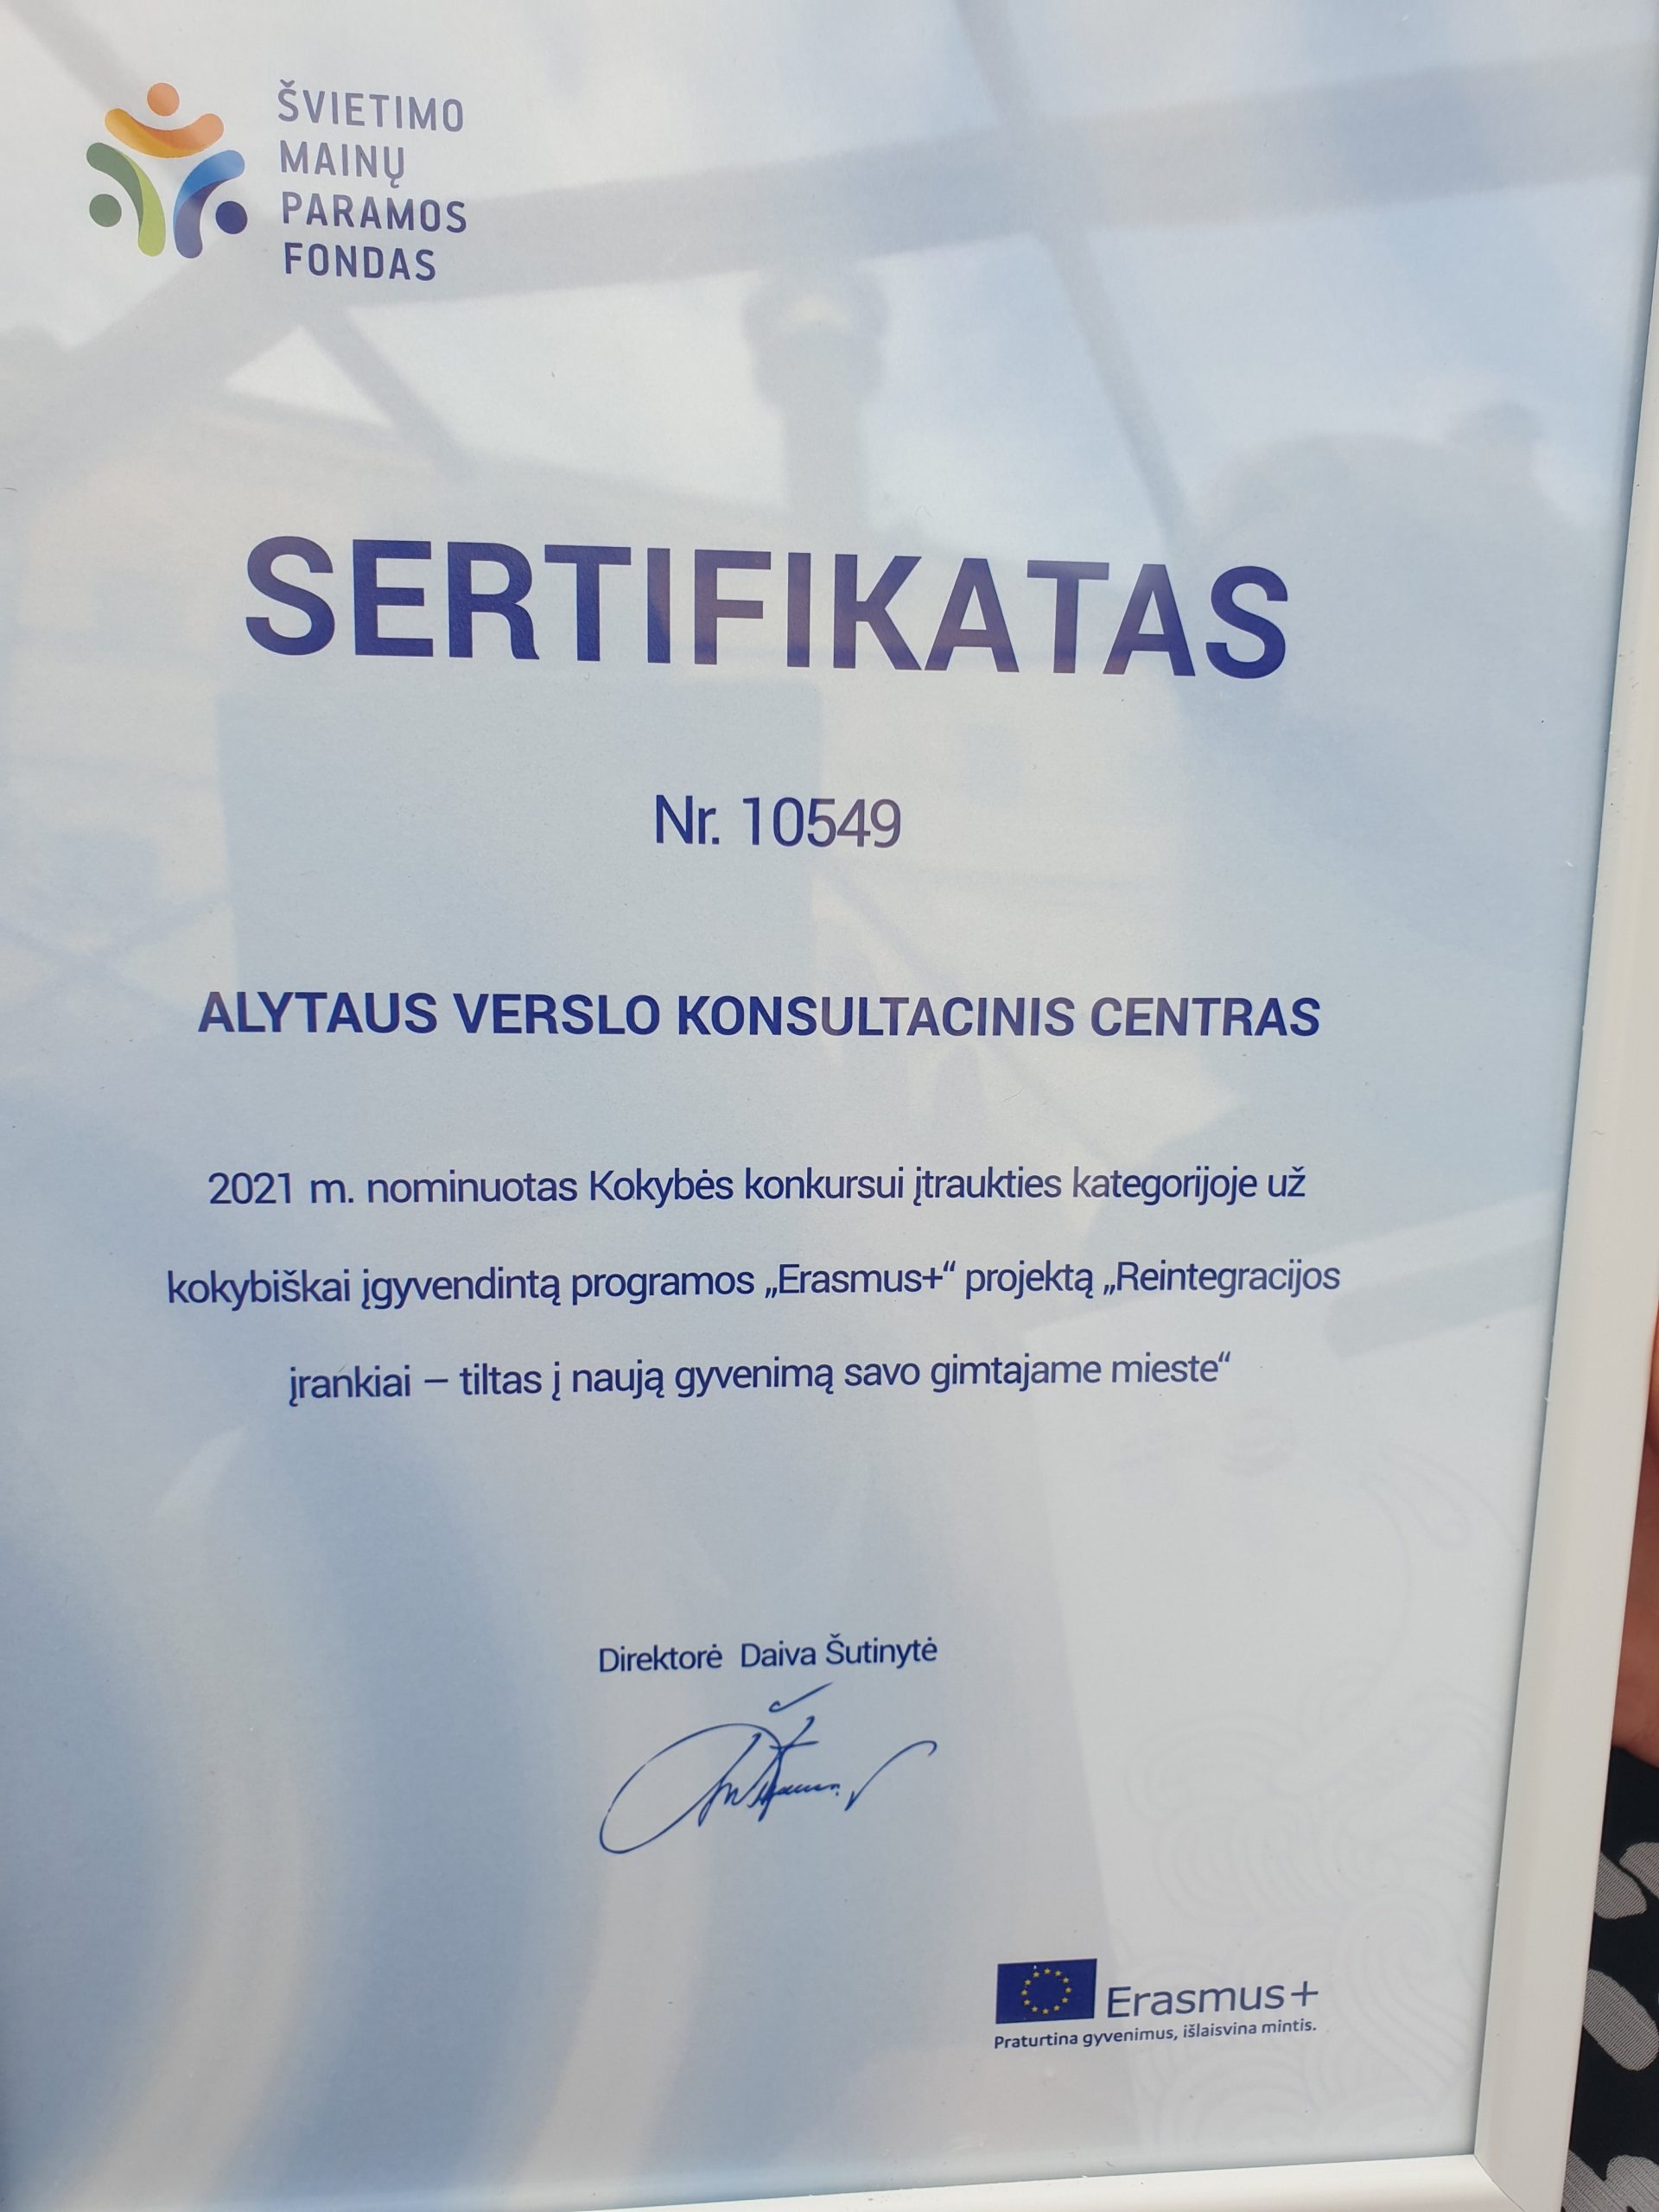 ŠVIETIMO
MAINŲ
PARAMOS
FONDAS
SERTIFIKATAS
Nr. 10549
ALYTAUS VERSLO KONSULTACINIS CENTRAS
2021 m. nominuotas Kokybės konkursui įtraukties kategorijoje už
kokybiškai įgyvendintą programos „Erasmus+“ projektą „Reintegracijos
įrankiai – tiltas į naują gyvenimą savo gimtajame mieste“
Direktorė Daiva Šutinytė
Erasmus+
Praturtina gyvenimus, išlaisvina mintis.